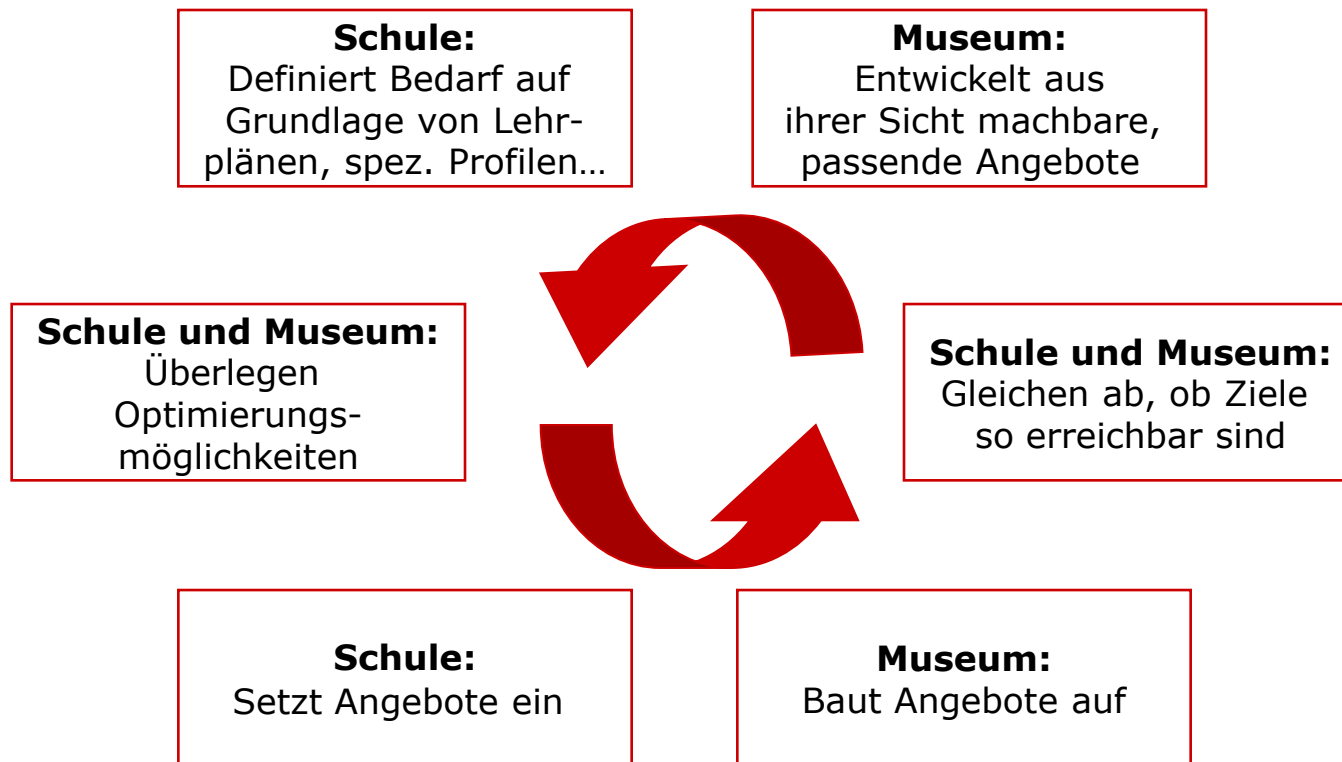 Schule:
Definiert Bedarf auf
Grundlage von Lehr-
plänen, spez. Profilen…
Museum:
Entwickelt aus
ihrer Sicht machbare,
passende Angebote
Schule und Museum:
Überlegen
Optimierungs-
möglichkeiten
Schule und Museum:
Gleichen ab, ob Ziele
so erreichbar sind
Schule:
Setzt Angebote ein
Museum:
Baut Angebote auf